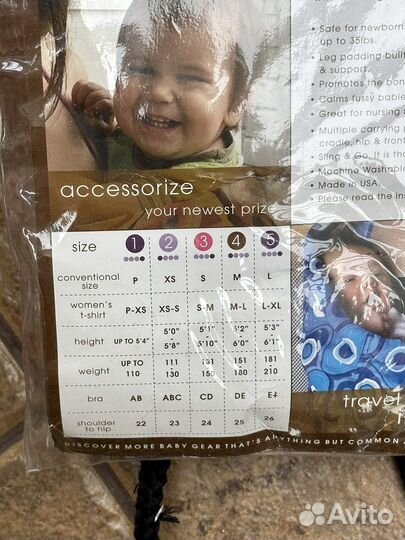 • Safe for newborn
up to 35lbs.
• Leg padding built
& support.
• Promotes the bon
• Calms fussy babie
• Great for nursing
• Multiple carrying
cradle, hip & front
• Sling & Go. It is tha
• Machine Washable
• Made in USA.
• Please read the ins
accessorize
your newest prize
size 1 2 3 4 5
conventional size P XS S M L
women's t-shirt P-XS XS-S S-M M-L L-XL
height UP TO 5'4" 5'0" - 5'8" 5'1" - 5'10" 5'2" - 6'0" 5'3" - 6'1"
weight UP TO 110 111 130 131 150 151 180 181 210
bra AB ABC CD DE E+
shoulder to hip 22 23 24 25 26
travel
DISCOVER MORE BABY GEAR THAT'S ANYTHING BUT COMMON
Avito